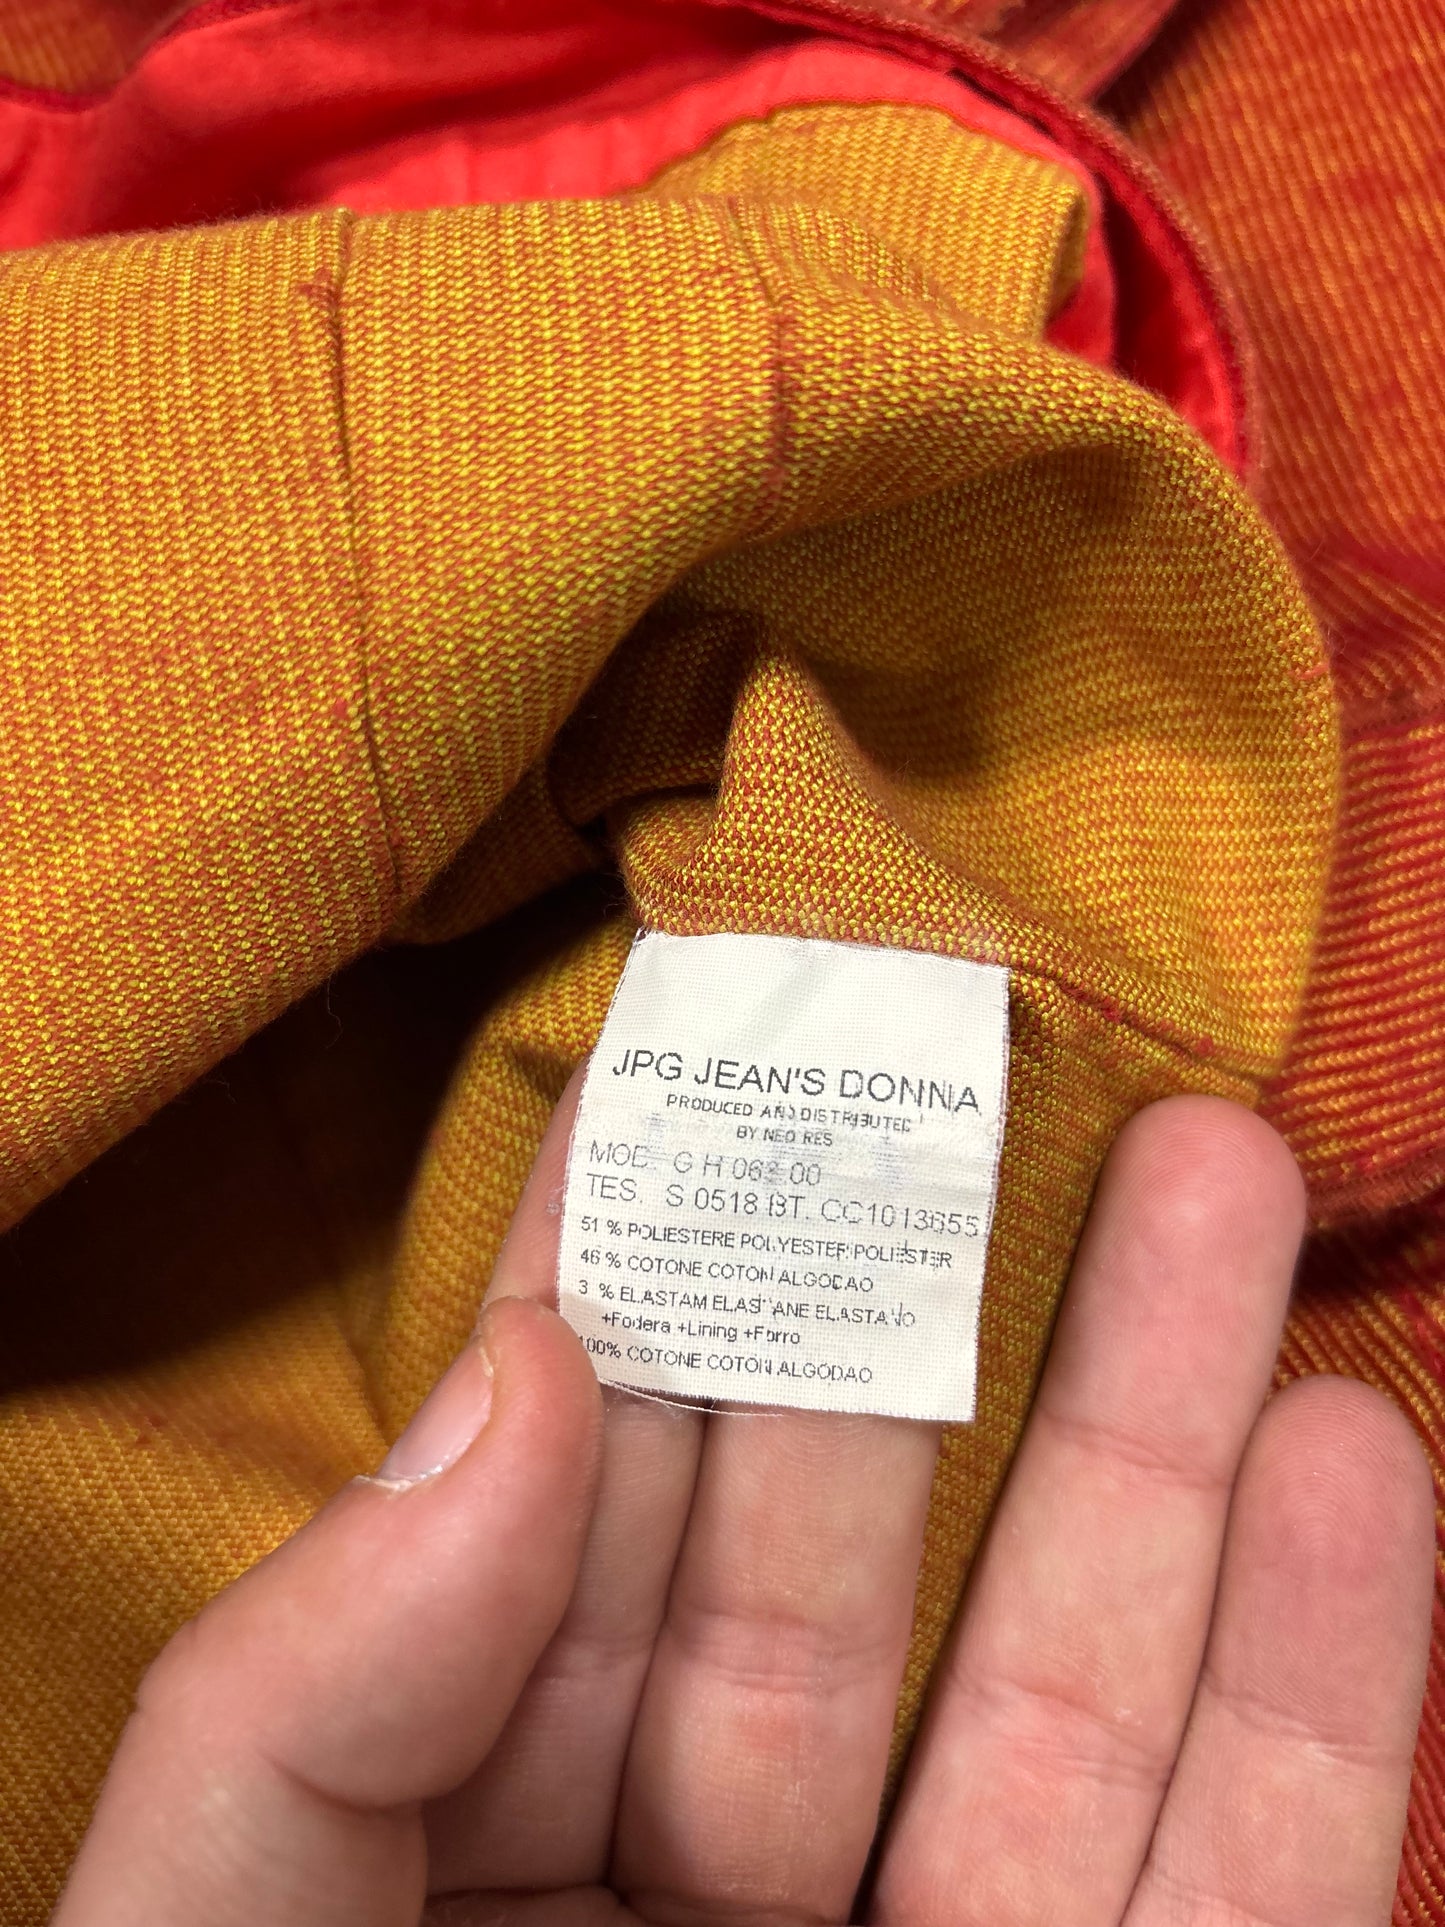 JPG JEAN'S DONNA
PRODUCED AND DISTRIBUTED
BY NEO RES
MOD. G H 00
TES. S 0518 BT. CC1013655
51 % POLIESTERE POLYESTER POLIESTER
46 % COTONE COTON ALGODAO
3 % ELASTAM ELASTANE ELASTANO
+Fodera +Lining +Forro
100% COTONE COTON ALGODAO